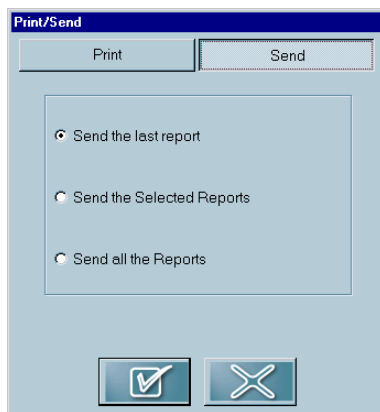 Print/Send
Print Send
Send the last report
Send the Selected Reports
Send all the Reports